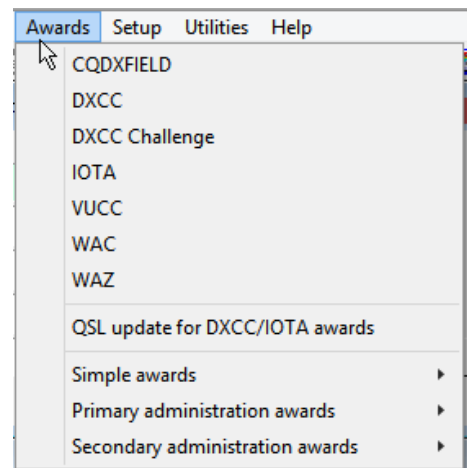 Awards Setup Utilities Help
CQDXFIELD
DXCC
DXCC Challenge
IOTA
VUCC
WAC
WAZ
QSL update for DXCC/IOTA awards
Simple awards
Primary administration awards
Secondary administration awards